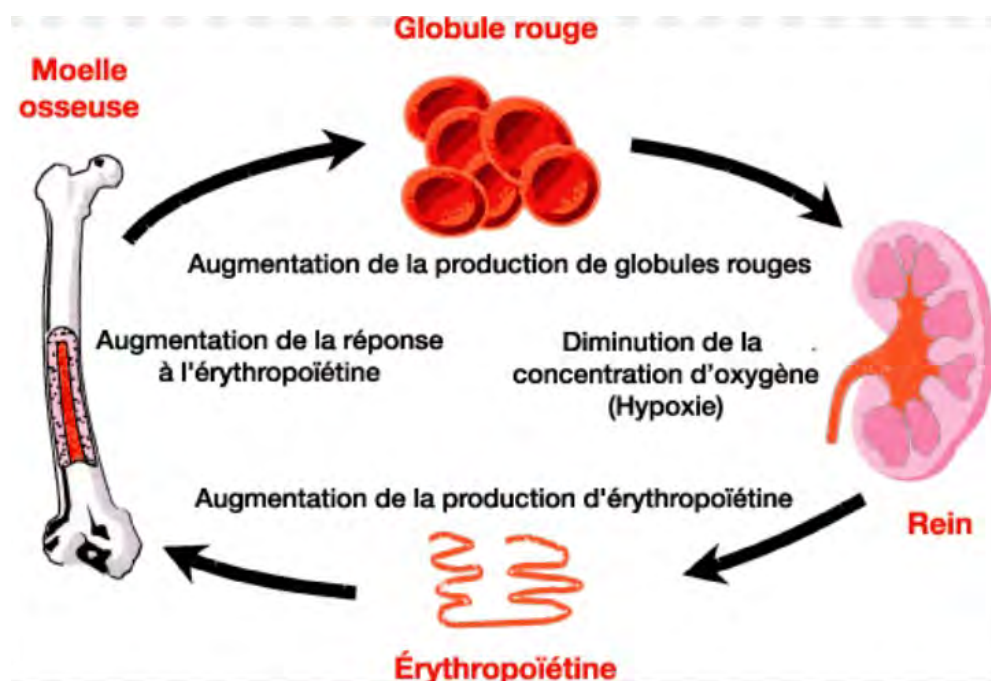 Globule rouge
Moelle
osseuse
Augmentation de la production de globules rouges
Augmentation de la réponse
à l'érythropoïétine
Diminution de la
concentration d'oxygène
(Hypoxie)
Augmentation de la production d'érythropoïétine
Rein
Érythropoïétine